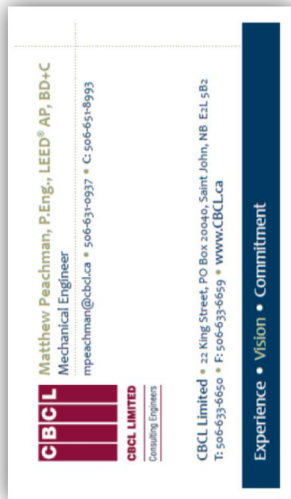 CBCL
CBCL LIMITED
Consulting Engineers
Matthew Peachman, P.Eng., LEED® AP, BD+C
Mechanical Engineer
mpeachman@cbcl.ca • 506-631-0937 • C: 506-651-8993
CBCL Limited • 22 King Street, PO Box 20040, Saint John, NB E2L 5B2
T: 506-633-6650 • F: 506-633-6659 • www.CBCL.ca
Experience • Vision • Commitment